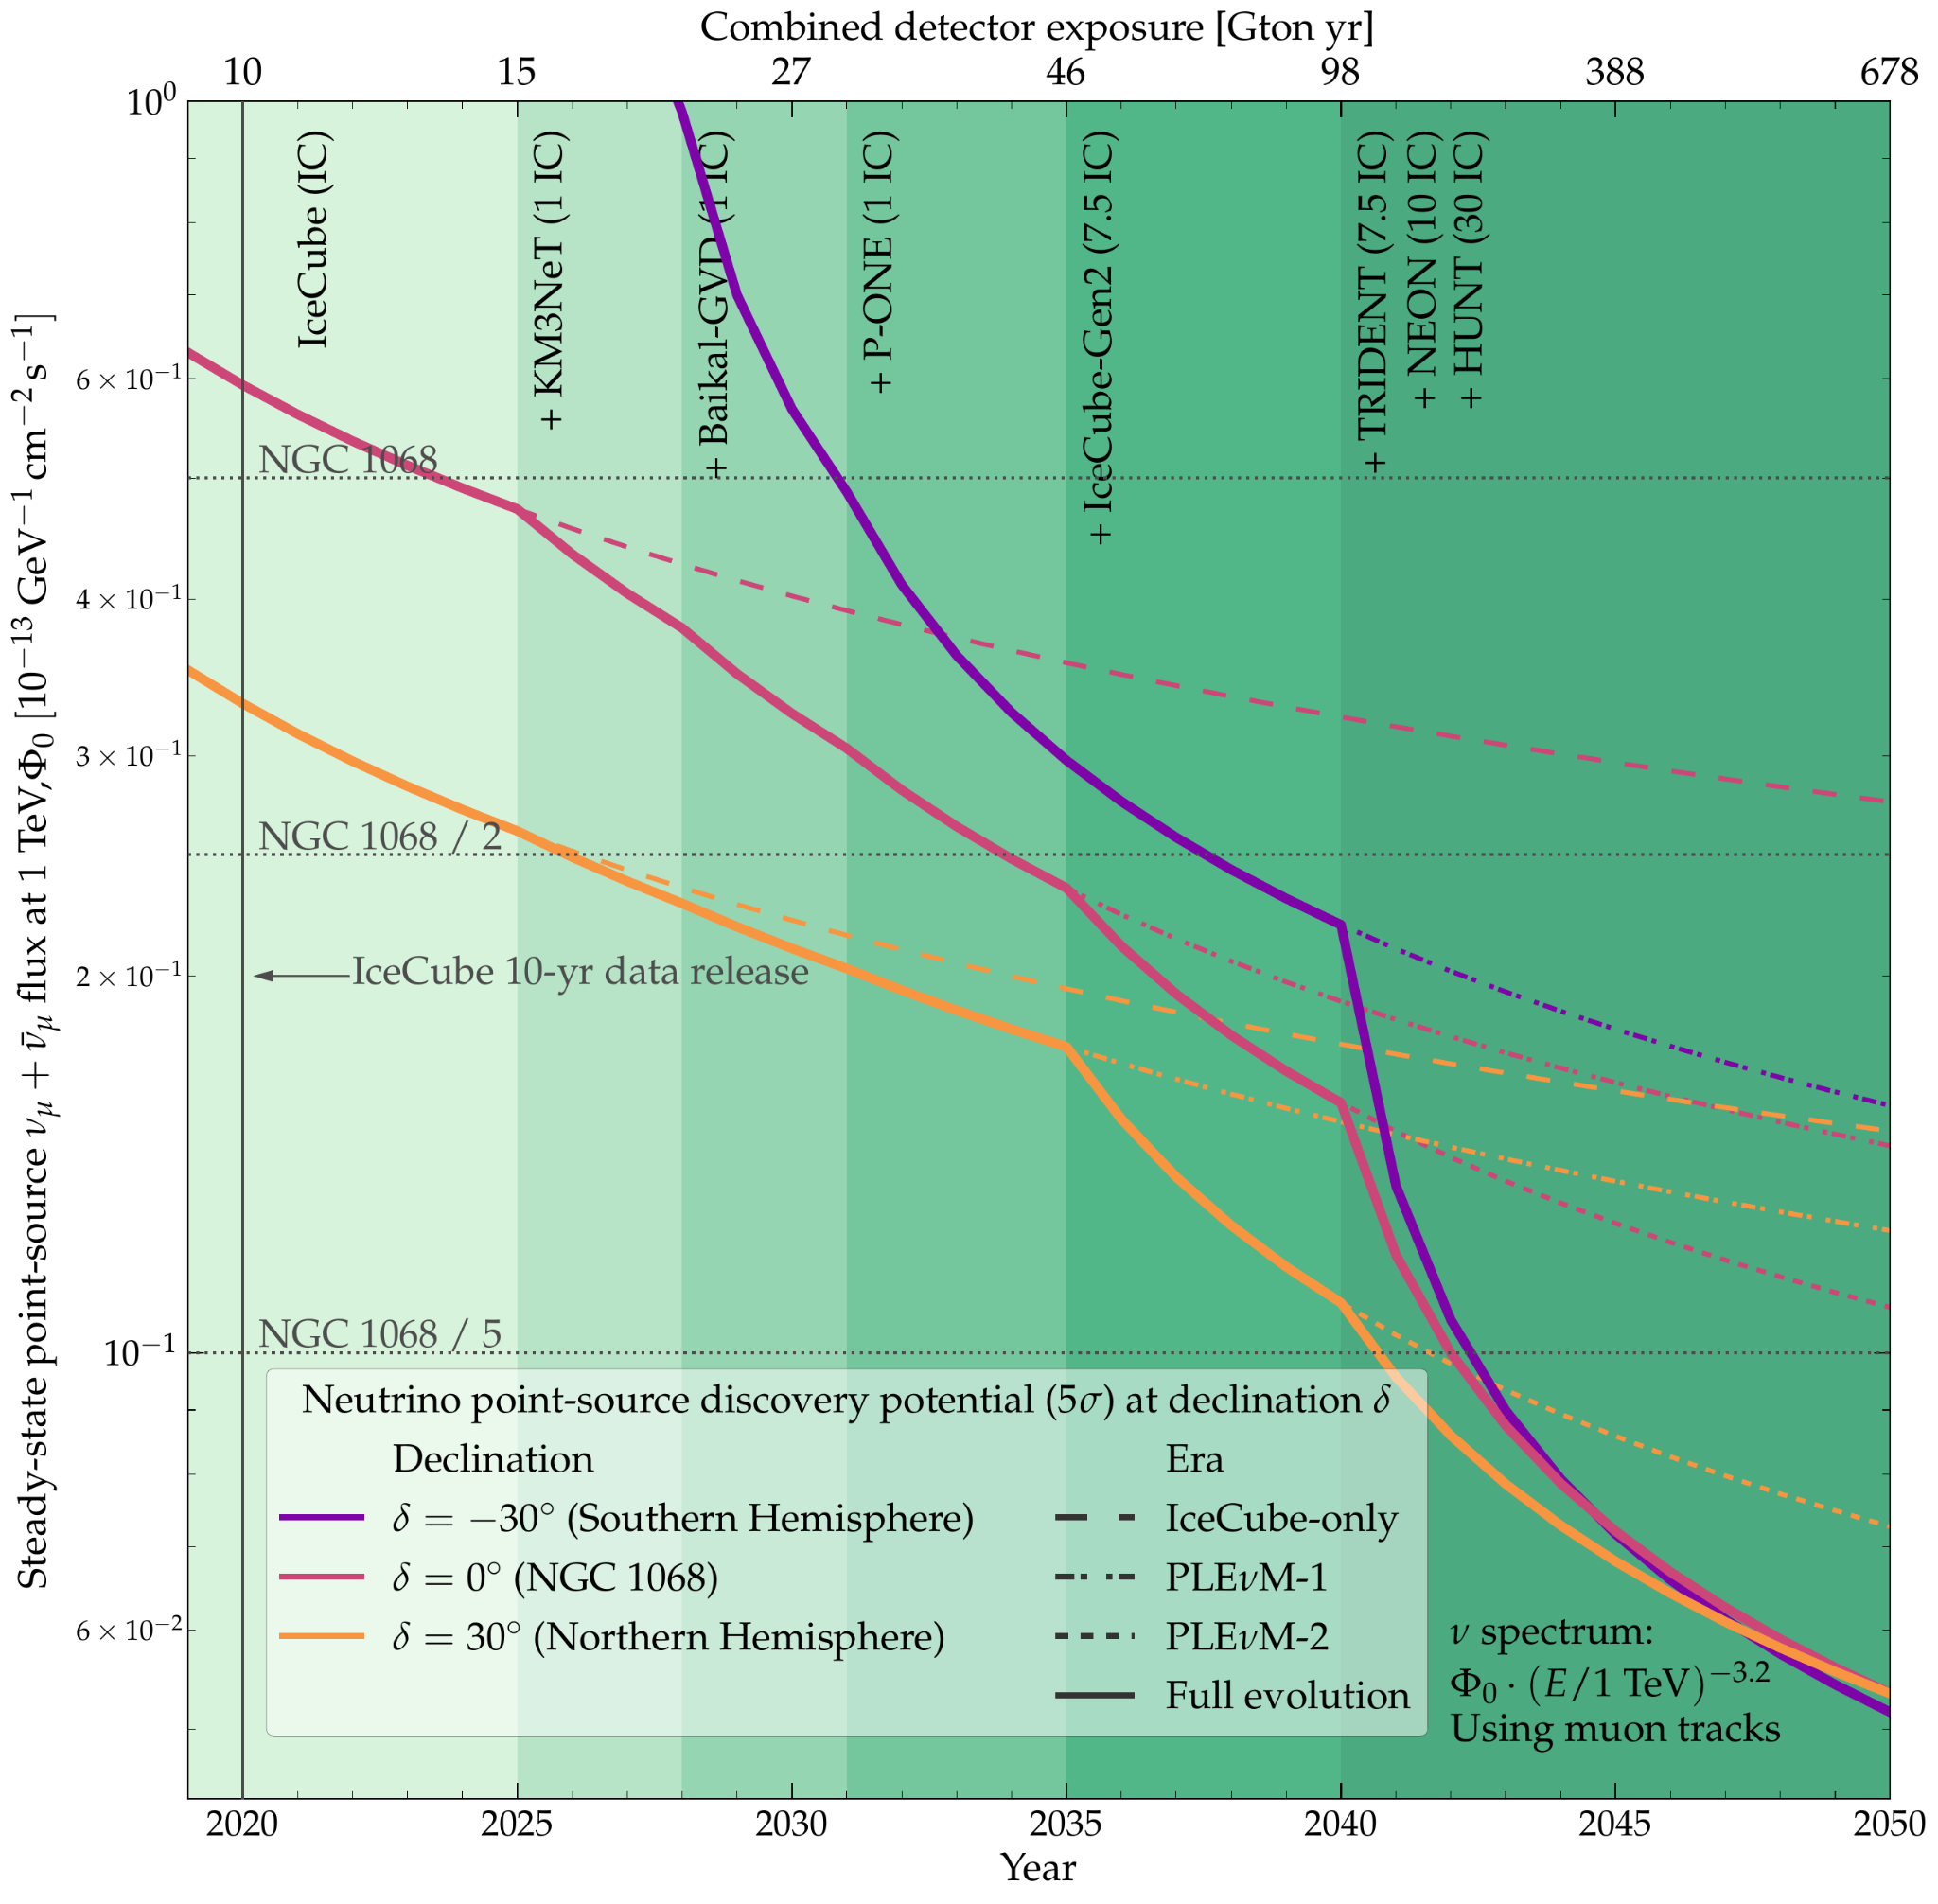 Combined detector exposure [Gton yr]
10 15 27 46 98 388 678
Steady-state point-source ν_μ + ν̄_μ flux at 1 TeV,Φ₀ [10⁻¹³ GeV⁻¹ cm⁻² s⁻¹]
10⁰
6 × 10⁻¹
4 × 10⁻¹
3 × 10⁻¹
2 × 10⁻¹
10⁻¹
6 × 10⁻²
IceCube (IC)
+ KM3NeT (1 IC)
+ Baikal-GVD (1 IC)
+ P-ONE (1 IC)
+ IceCube-Gen2 (7.5 IC)
+ TRIDENT (7.5 IC)
+ NEON (10 IC)
+ HUNT (30 IC)
NGC 1068
NGC 1068 / 2
IceCube 10-yr data release
NGC 1068 / 5
Neutrino point-source discovery potential (5σ) at declination δ
Declination
δ = −30° (Southern Hemisphere)
δ = 0° (NGC 1068)
δ = 30° (Northern Hemisphere)
Era
IceCube-only
PLEνM-1
PLEνM-2
Full evolution
ν spectrum:
Φ₀ · (E/1 TeV)⁻³·²
Using muon tracks
2020 2025 2030 2035 2040 2045 2050
Year